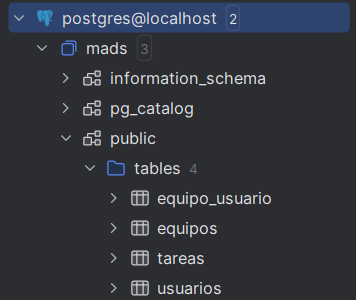 postgres@localhost 2
mads 3
information_schema
pg_catalog
public
tables 4
equipo_usuario
equipos
tareas
usuarios